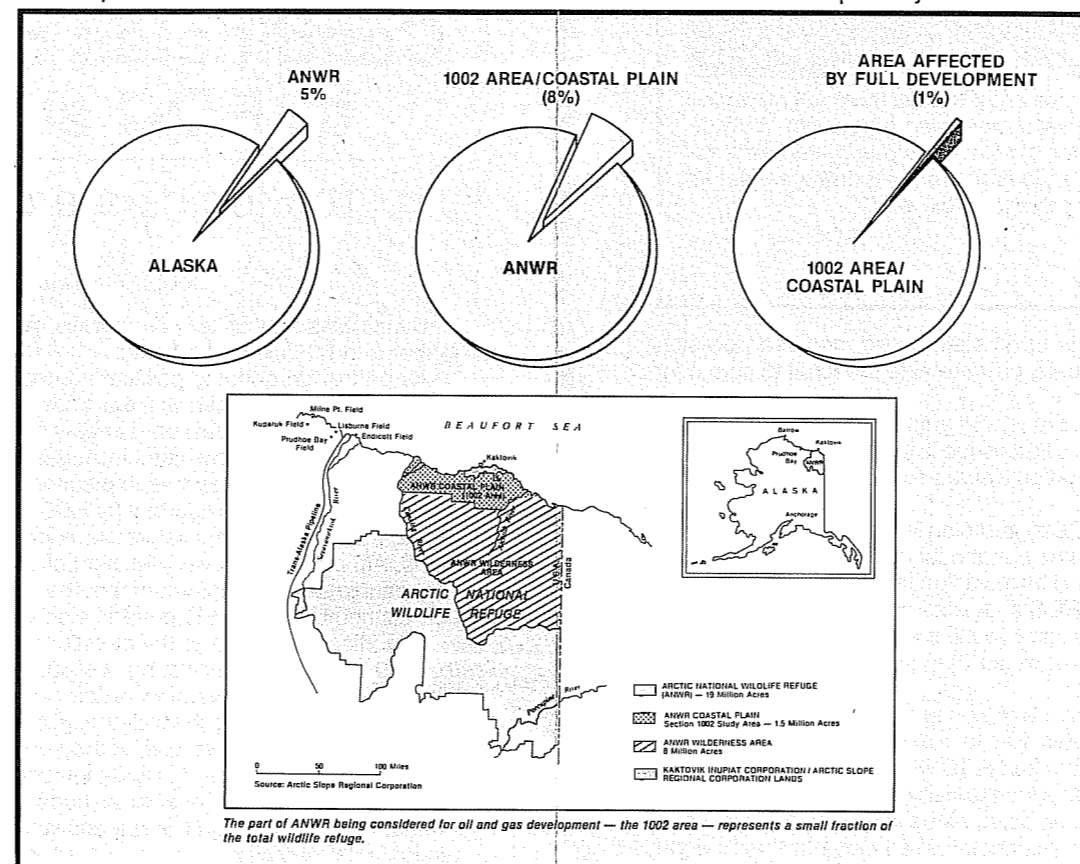 ANWR
5%
1002 AREA/COASTAL PLAIN
(8%)
AREA AFFECTED
BY FULL DEVELOPMENT
(1%)
ALASKA
ANWR
1002 AREA/
COASTAL PLAIN
Milne Pt. Field
Kuparuk Field
Lisburne Field
Prudhoe Bay
Field
Endicott Field
BEAUFORT SEA
Kaktovik
ANWR COASTAL PLAIN
(1002 Area)
Trans-Alaska Pipeline
River
ANWR WILDERNESS
AREA
U.S.A.
Canada
ARCTIC NATIONAL
WILDLIFE REFUGE
Porcupine River
0 50 100 Miles
Source: Arctic Slope Regional Corporation
Barrow
Kaktovik
Prudhoe
Bay
ANWR
ALASKA
Anchorage
ARCTIC NATIONAL WILDLIFE REFUGE
(ANWR) — 19 Million Acres
ANWR COASTAL PLAIN
Section 1002 Study Area — 1.5 Million Acres
ANWR WILDERNESS AREA
8 Million Acres
KAKTOVIK INUPIAT CORPORATION / ARCTIC SLOPE
REGIONAL CORPORATION LANDS
The part of ANWR being considered for oil and gas development — the 1002 area — represents a small fraction of
the total wildlife refuge.